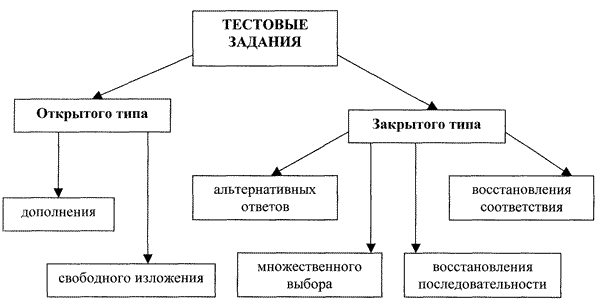 ТЕСТОВЫЕ
ЗАДАНИЯ
Открытого типа
Закрытого типа
альтернативных
ответов
восстановления
соответствия
дополнения
свободного изложения
множественного
выбора
восстановления
последовательности